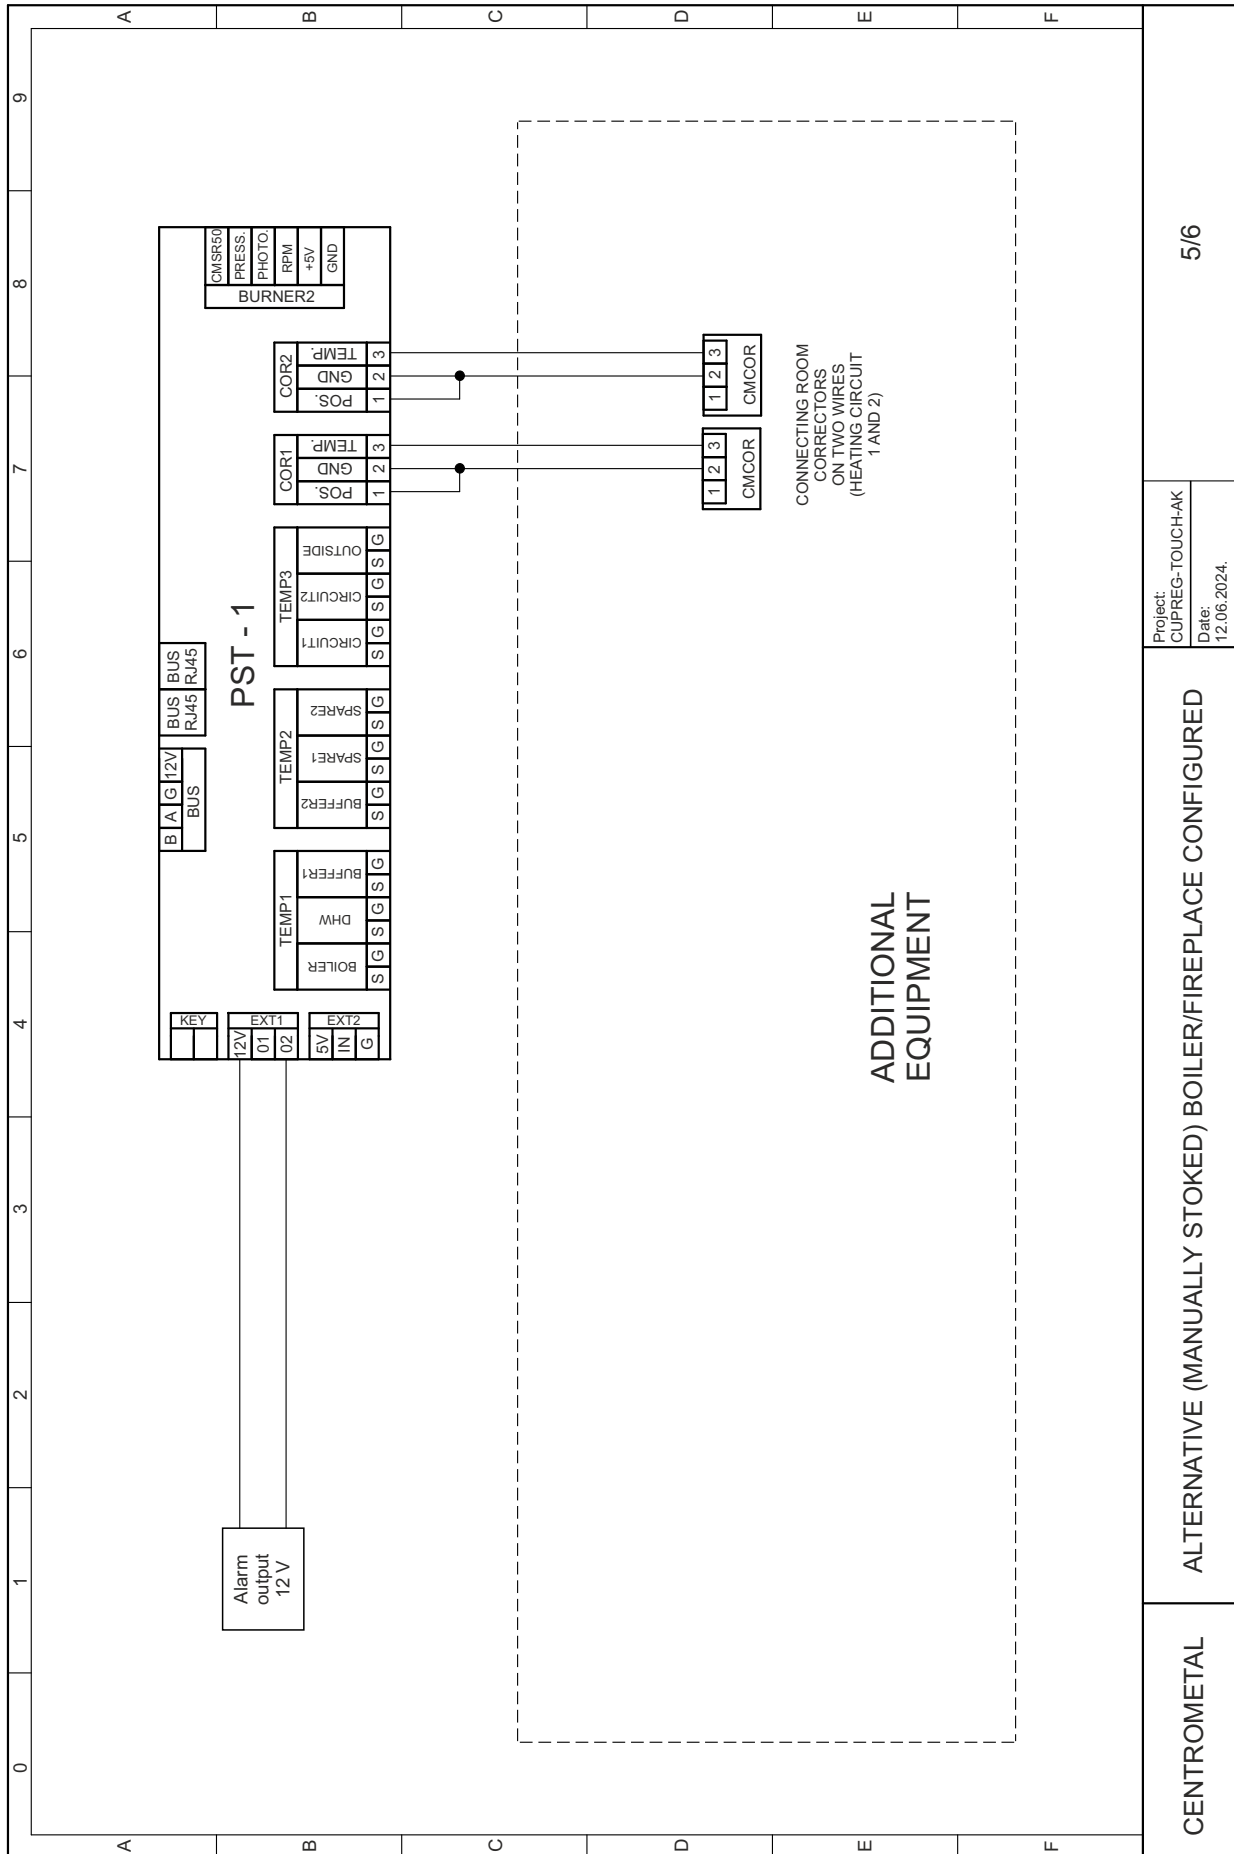 0 1 2 3 4 5 6 7 8 9
A
B
C
D
E
F
A
B
C
D
E
F
Alarm
output
12 V
KEY
EXT1
12V
01
02
EXT2
5V
IN
G
B A G 12V
BUS
BUS
RJ45
BUS
RJ45
PST - 1
CMSR50
PRESS.
PHOTO.
RPM
+5V
GND
BURNER2
TEMP1
BOILER DHW BUFFER1
S G S G S G
TEMP2
BUFFER2 SPARE1 SPARE2
S G S G S G
TEMP3
CIRCUIT1 CIRCUIT2 OUTSIDE
S G S G S G
COR1
POS. GND TEMP.
1 2 3
COR2
POS. GND TEMP.
1 2 3
1 2 3
CMCOR
1 2 3
CMCOR
CONNECTING ROOM
CORRECTORS
ON TWO WIRES
(HEATING CIRCUIT
1 AND 2)
ADDITIONAL
EQUIPMENT
CENTROMETAL
ALTERNATIVE (MANUALLY STOKED) BOILER/FIREPLACE CONFIGURED
Project:
CUPREG-TOUCH-AK
Date:
12.06.2024.
5/6